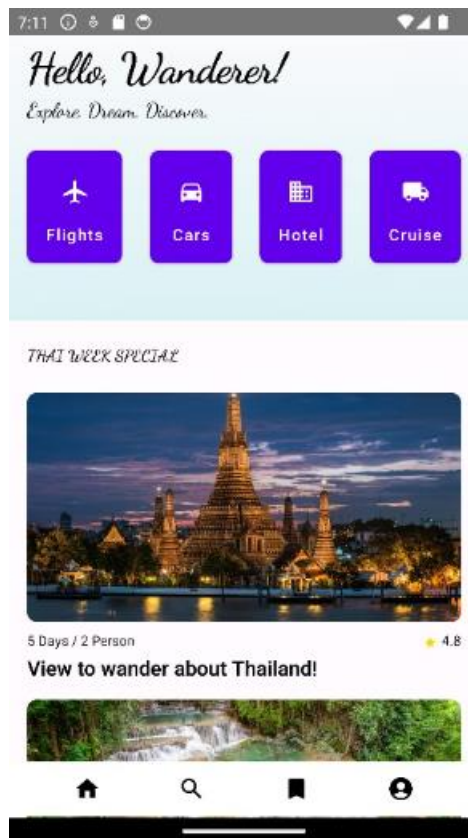 7:11
Hello, Wanderer!
Explore. Dream. Discover.
Flights Cars Hotel Cruise
THAI WEEK SPECIAL
5 Days / 2 Person 4.8
View to wander about Thailand!